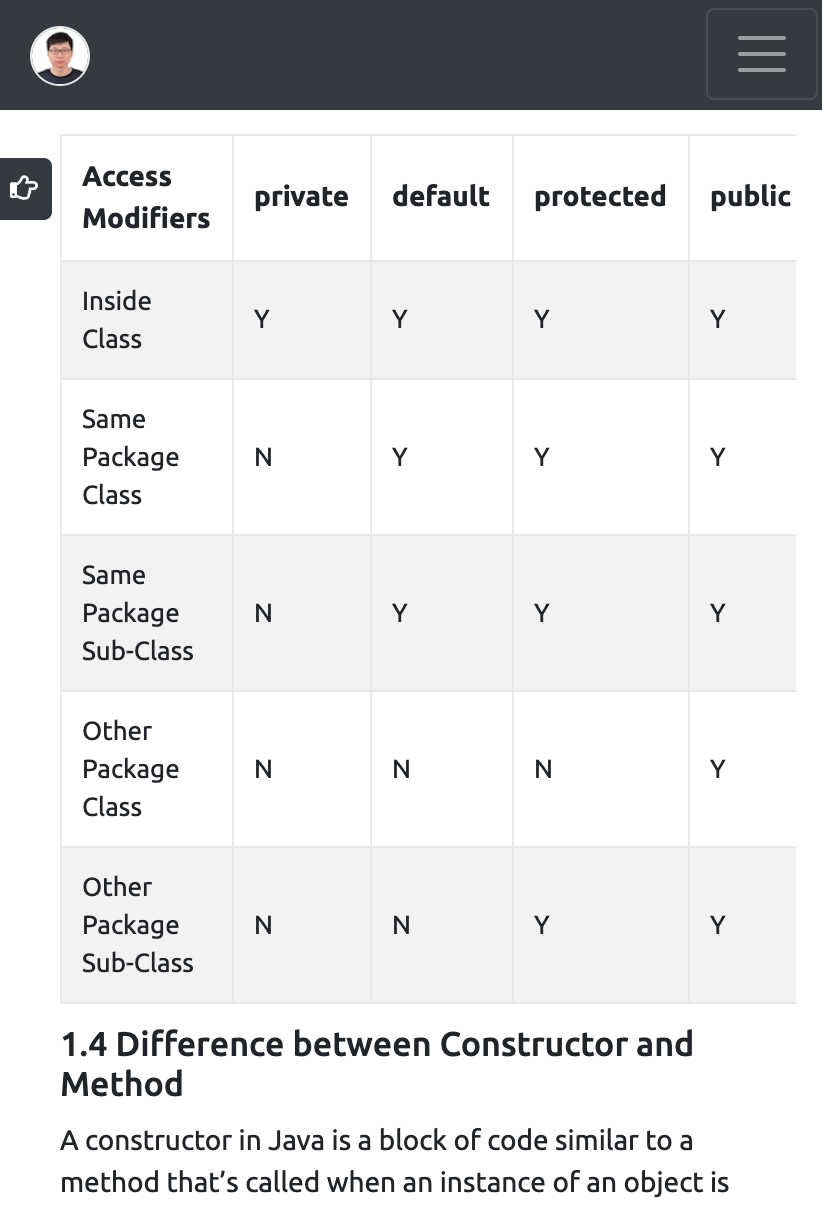 Access Modifiers private default protected public
Inside Class Y Y Y Y
Same Package Class N Y Y Y
Same Package Sub-Class N Y Y Y
Other Package Class N N N Y
Other Package Sub-Class N N Y Y
1.4 Difference between Constructor and
Method
A constructor in Java is a block of code similar to a
method that’s called when an instance of an object is